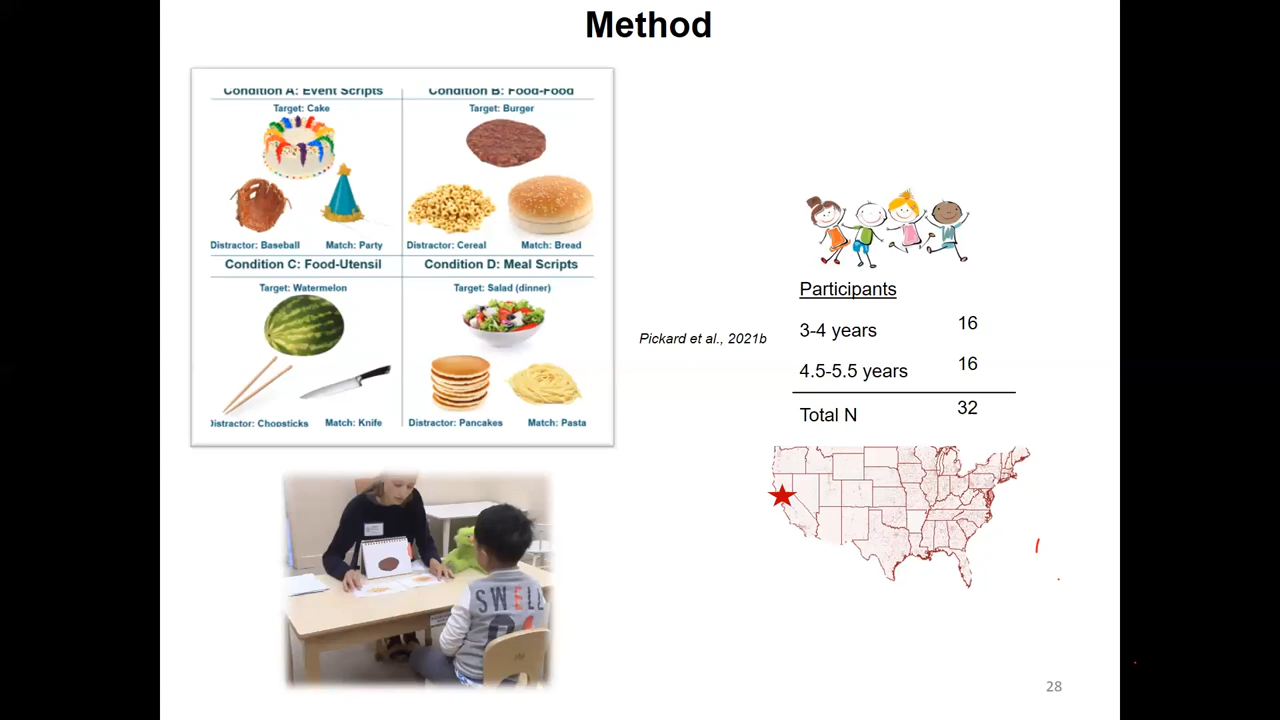 Method
Condition A: Event Scripts
Condition B: Food-Food
Target: Cake
Target: Burger
Distractor: Baseball
Match: Party
Distractor: Cereal
Match: Bread
Condition C: Food-Utensil
Condition D: Meal Scripts
Target: Watermelon
Target: Salad (dinner)
Distractor: Chopsticks
Match: Knife
Distractor: Pancakes
Match: Pasta
Pickard et al., 2021b
Participants
3-4 years 16
4.5-5.5 years 16
Total N 32
SWELL
28